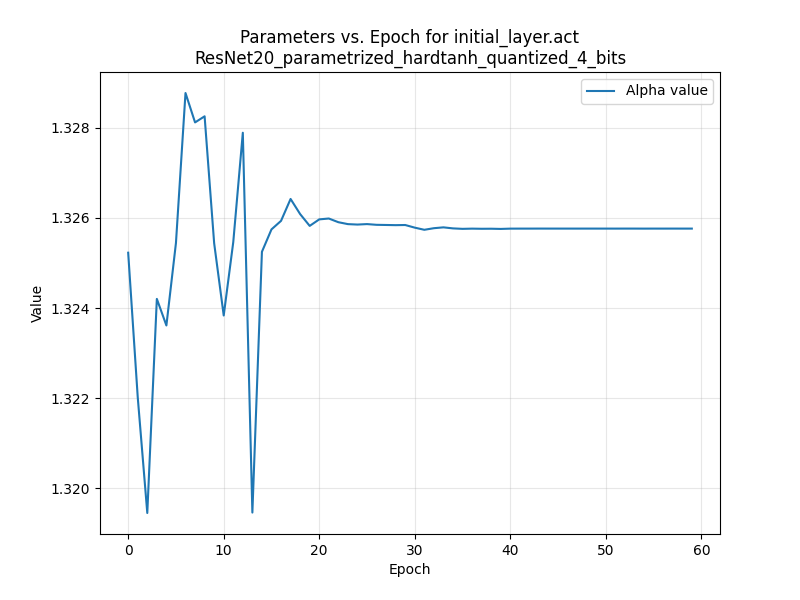 Parameters vs. Epoch for initial_layer.act
ResNet20_parametrized_hardtanh_quantized_4_bits
Alpha value
1.328
1.326
1.324
1.322
1.320
Value
0 10 20 30 40 50 60
Epoch